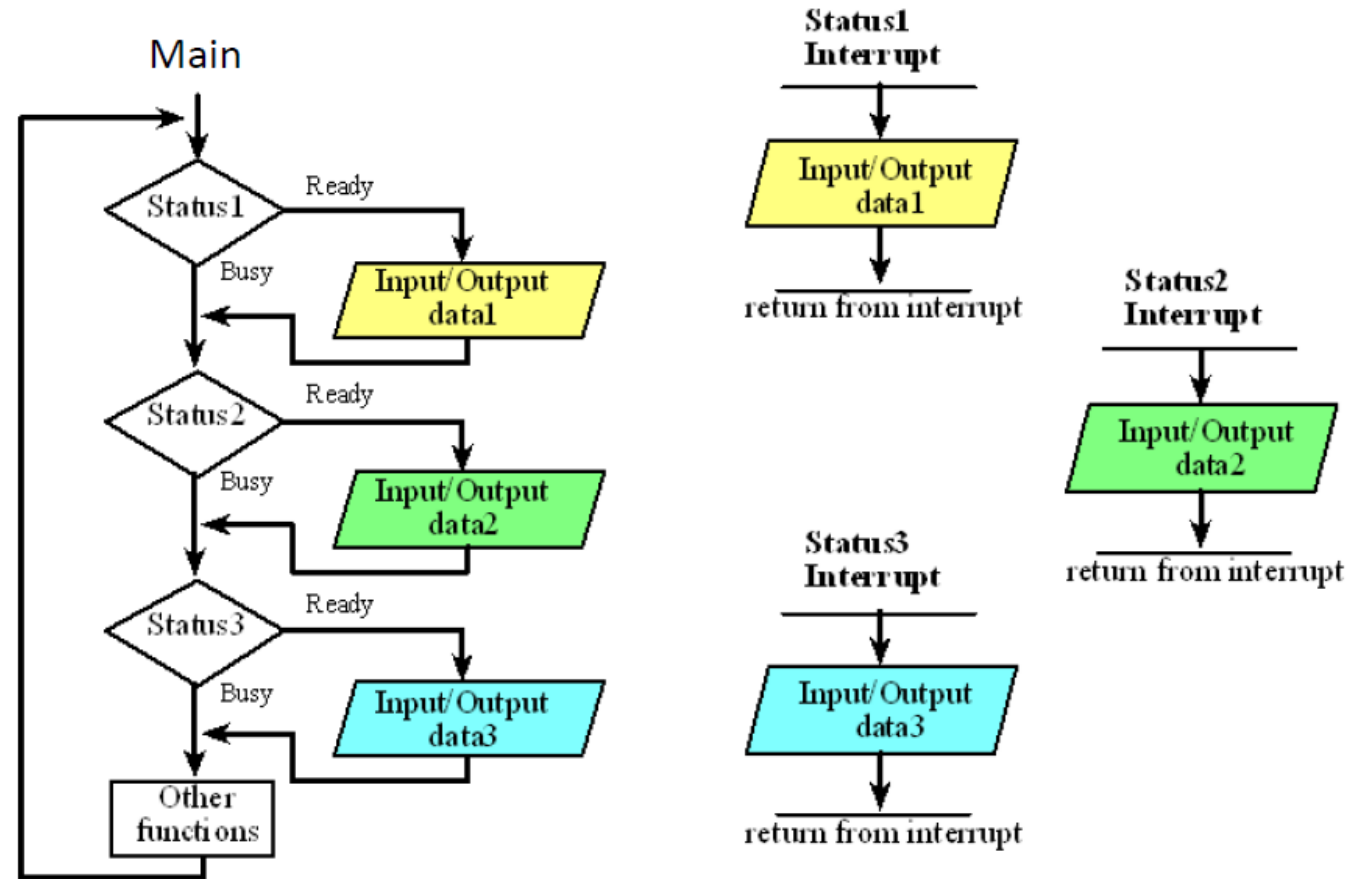 Main
Status1
Ready
Busy
Input/Output
data1
Status2
Ready
Busy
Input/Output
data2
Status3
Ready
Busy
Input/Output
data3
Other
functions
Status1
Interrupt
Input/Output
data1
return from interrupt
Status2
Interrupt
Input/Output
data2
return from interrupt
Status3
Interrupt
Input/Output
data3
return from interrupt